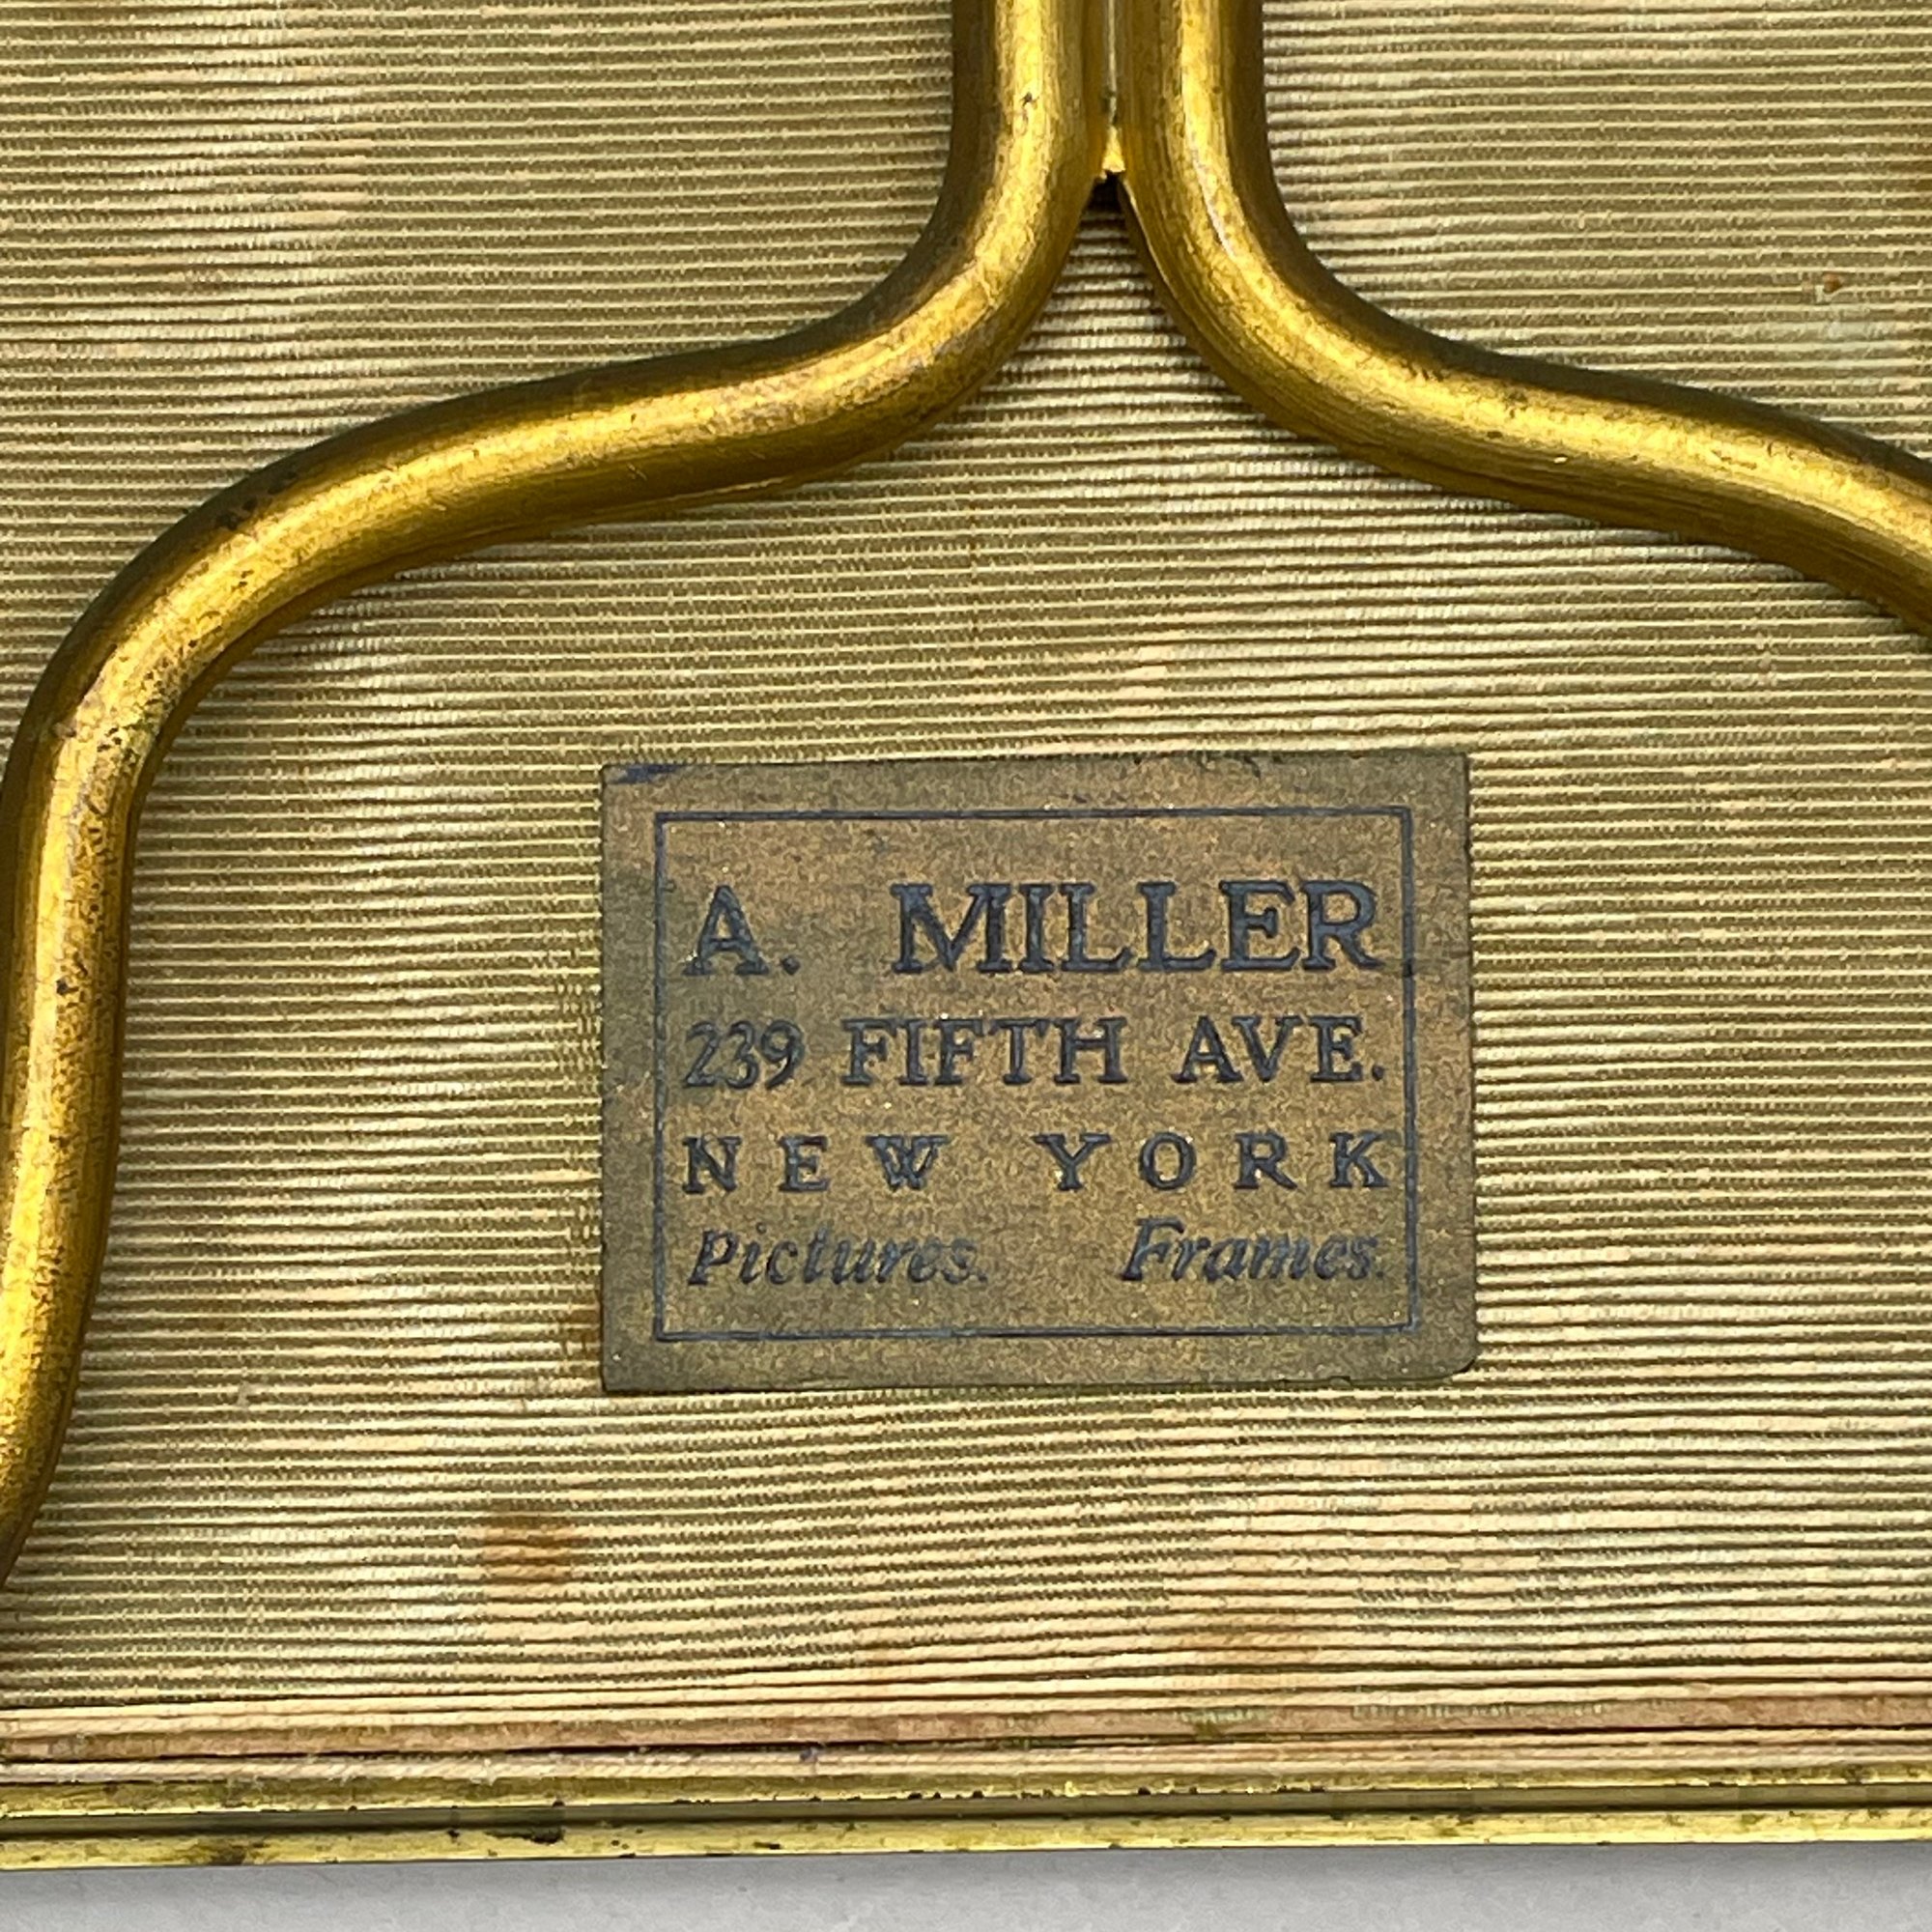 A. MILLER
239 FIFTH AVE.
NEW YORK
Pictures. Frames.